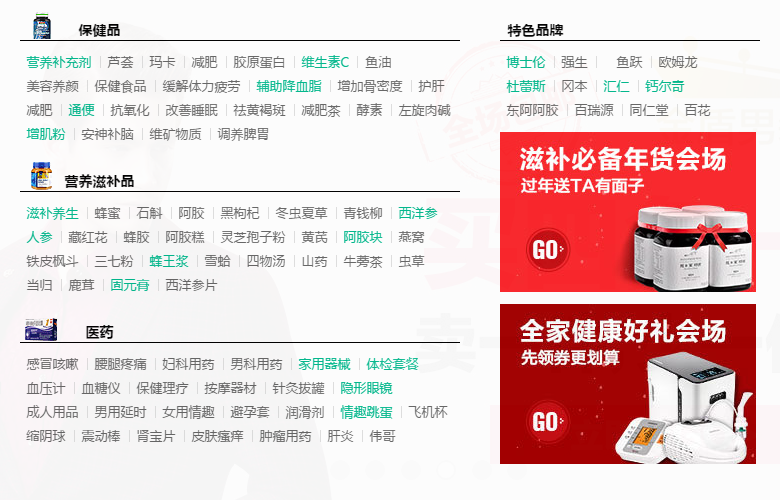 保健品
营养补充剂 | 芦荟 | 玛卡 | 减肥 | 胶原蛋白 | 维生素C | 鱼油
美容养颜 | 保健食品 | 缓解体力疲劳 | 辅助降血脂 | 增加骨密度 | 护肝
减肥 | 通便 | 抗氧化 | 改善睡眠 | 祛黄褐斑 | 减肥茶 | 酵素 | 左旋肉碱
增肌粉 | 安神补脑 | 维矿物质 | 调养脾胃
营养滋补品
滋补养生 | 蜂蜜 | 石斛 | 阿胶 | 黑枸杞 | 冬虫夏草 | 青钱柳 | 西洋参
人参 | 藏红花 | 蜂胶 | 阿胶糕 | 灵芝孢子粉 | 黄芪 | 阿胶块 | 燕窝
铁皮枫斗 | 三七粉 | 蜂王浆 | 雪蛤 | 四物汤 | 山药 | 牛蒡茶 | 虫草
当归 | 鹿茸 | 固元膏 | 西洋参片
医药
感冒咳嗽 | 腰腿疼痛 | 妇科用药 | 男科用药 | 家用器械 | 体检套餐
血压计 | 血糖仪 | 保健理疗 | 按摩器材 | 针灸拔罐 | 隐形眼镜
成人用品 | 男用延时 | 女用情趣 | 避孕套 | 润滑剂 | 情趣跳蛋 | 飞机杯
缩阴球 | 震动棒 | 肾宝片 | 皮肤瘙痒 | 肿瘤用药 | 肝炎 | 伟哥
特色品牌
博士伦 | 强生 | 鱼跃 | 欧姆龙
杜蕾斯 | 冈本 | 汇仁 | 钙尔奇
东阿阿胶 | 百瑞源 | 同仁堂 | 百花
滋补必备年货会场
过年送TA有面子
GO
全家健康好礼会场
先领券更划算
GO